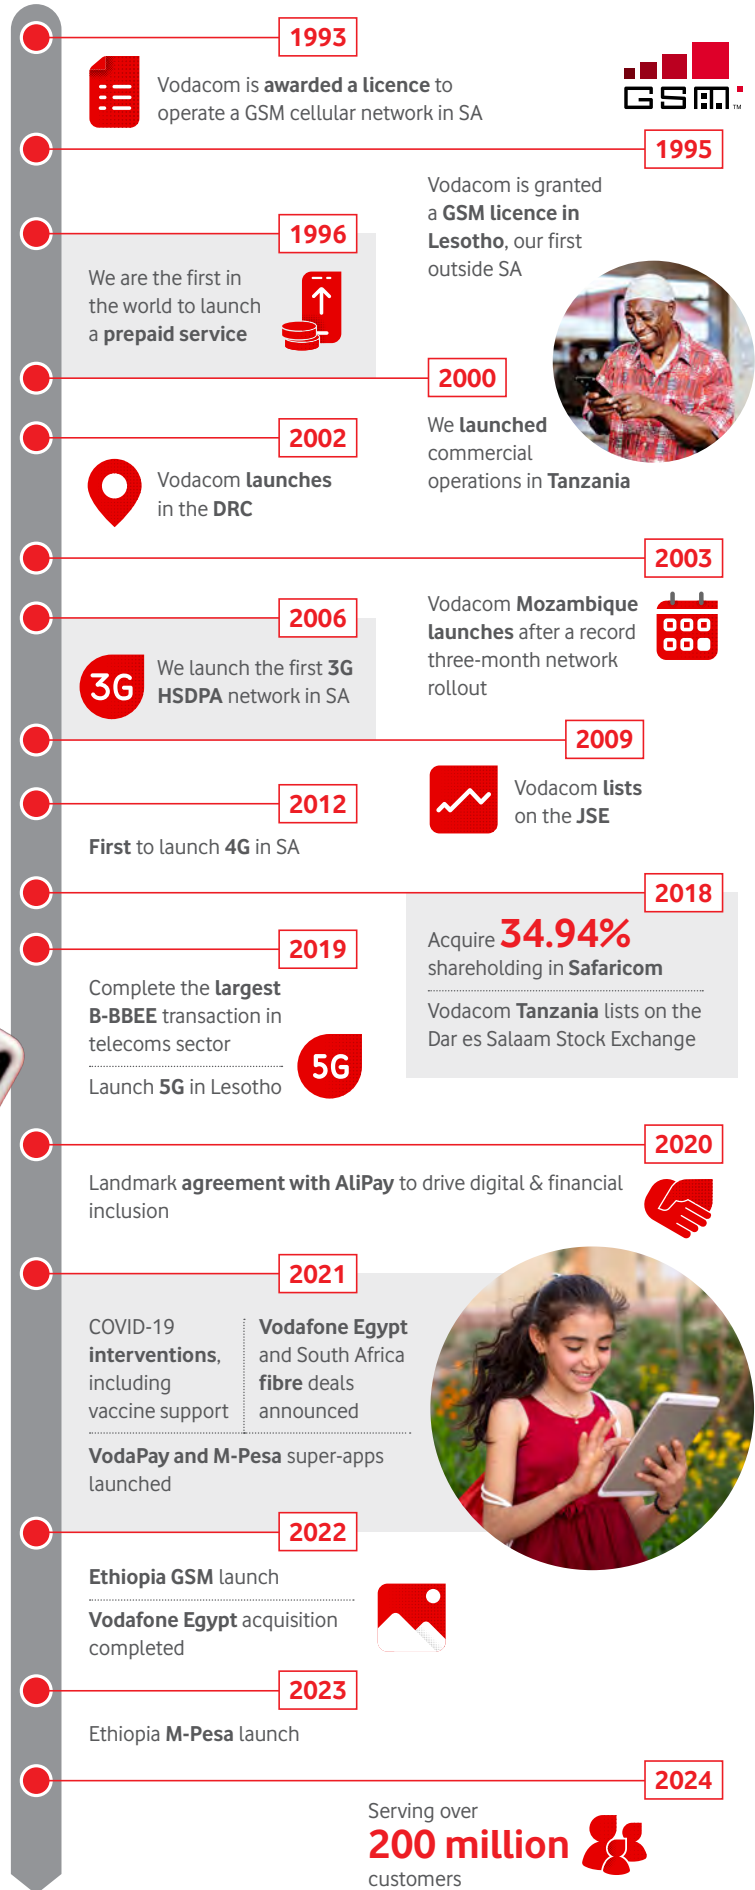 1993
Vodacom is awarded a licence to
operate a GSM cellular network in SA
GSM™
1995
Vodacom is granted
a GSM licence in
Lesotho, our first
outside SA
1996
We are the first in
the world to launch
a prepaid service
2000
We launched
commercial
operations in Tanzania
2002
Vodacom launches
in the DRC
2003
Vodacom Mozambique
launches after a record
three-month network
rollout
2006
3G
We launch the first 3G
HSDPA network in SA
2009
Vodacom lists
on the JSE
2012
First to launch 4G in SA
2018
Acquire 34.94%
shareholding in Safaricom
Vodacom Tanzania lists on the
Dar es Salaam Stock Exchange
2019
Complete the largest
B-BBEE transaction in
telecoms sector
Launch 5G in Lesotho
5G
2020
Landmark agreement with AliPay to drive digital & financial
inclusion
2021
COVID-19
interventions,
including
vaccine support
Vodafone Egypt
and South Africa
fibre deals
announced
VodaPay and M-Pesa super-apps
launched
2022
Ethiopia GSM launch
Vodafone Egypt acquisition
completed
2023
Ethiopia M-Pesa launch
2024
Serving over
200 million
customers